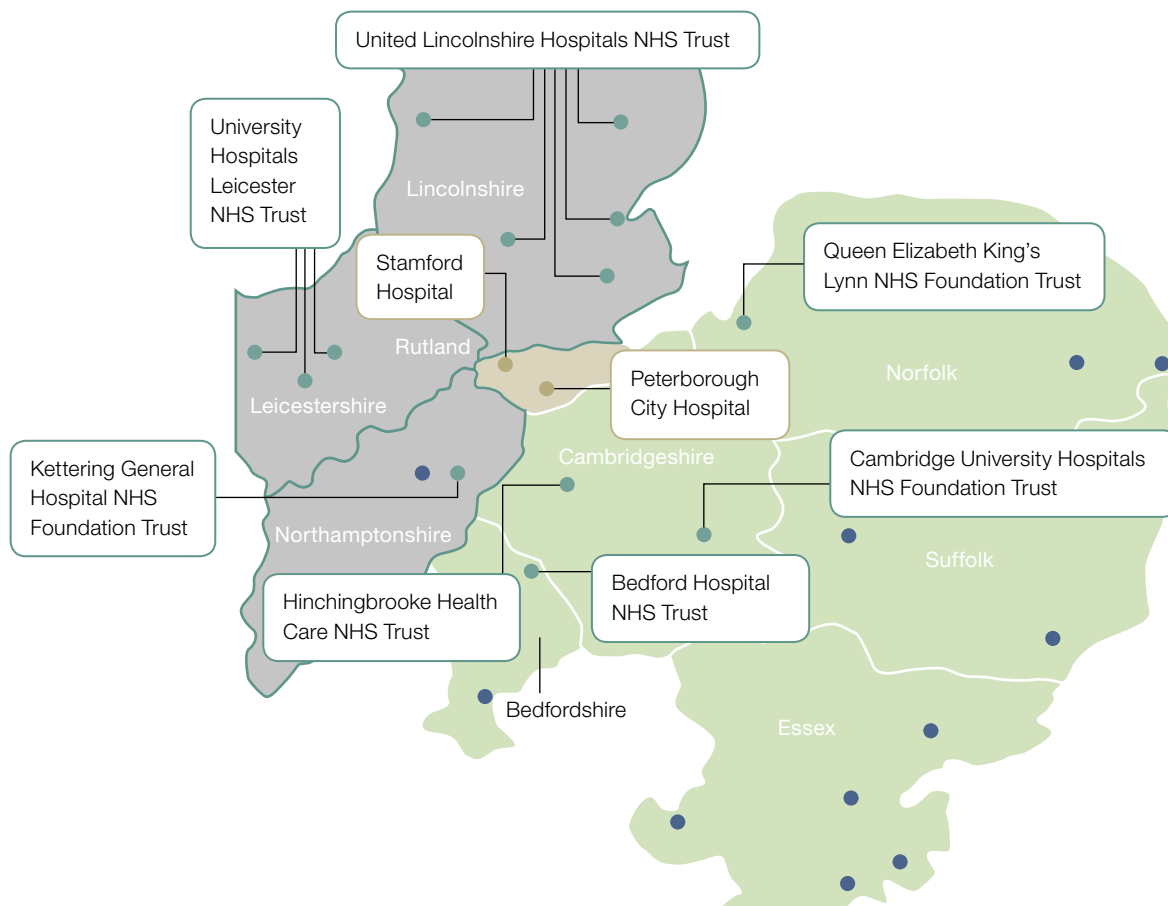 United Lincolnshire Hospitals NHS Trust
University
Hospitals
Leicester
NHS Trust
Lincolnshire
Stamford
Hospital
Queen Elizabeth King's
Lynn NHS Foundation Trust
Rutland
Leicestershire
Peterborough
City Hospital
Norfolk
Kettering General
Hospital NHS
Foundation Trust
Cambridgeshire
Cambridge University Hospitals
NHS Foundation Trust
Northamptonshire
Suffolk
Hinchingbrooke Health
Care NHS Trust
Bedford Hospital
NHS Trust
Bedfordshire
Essex